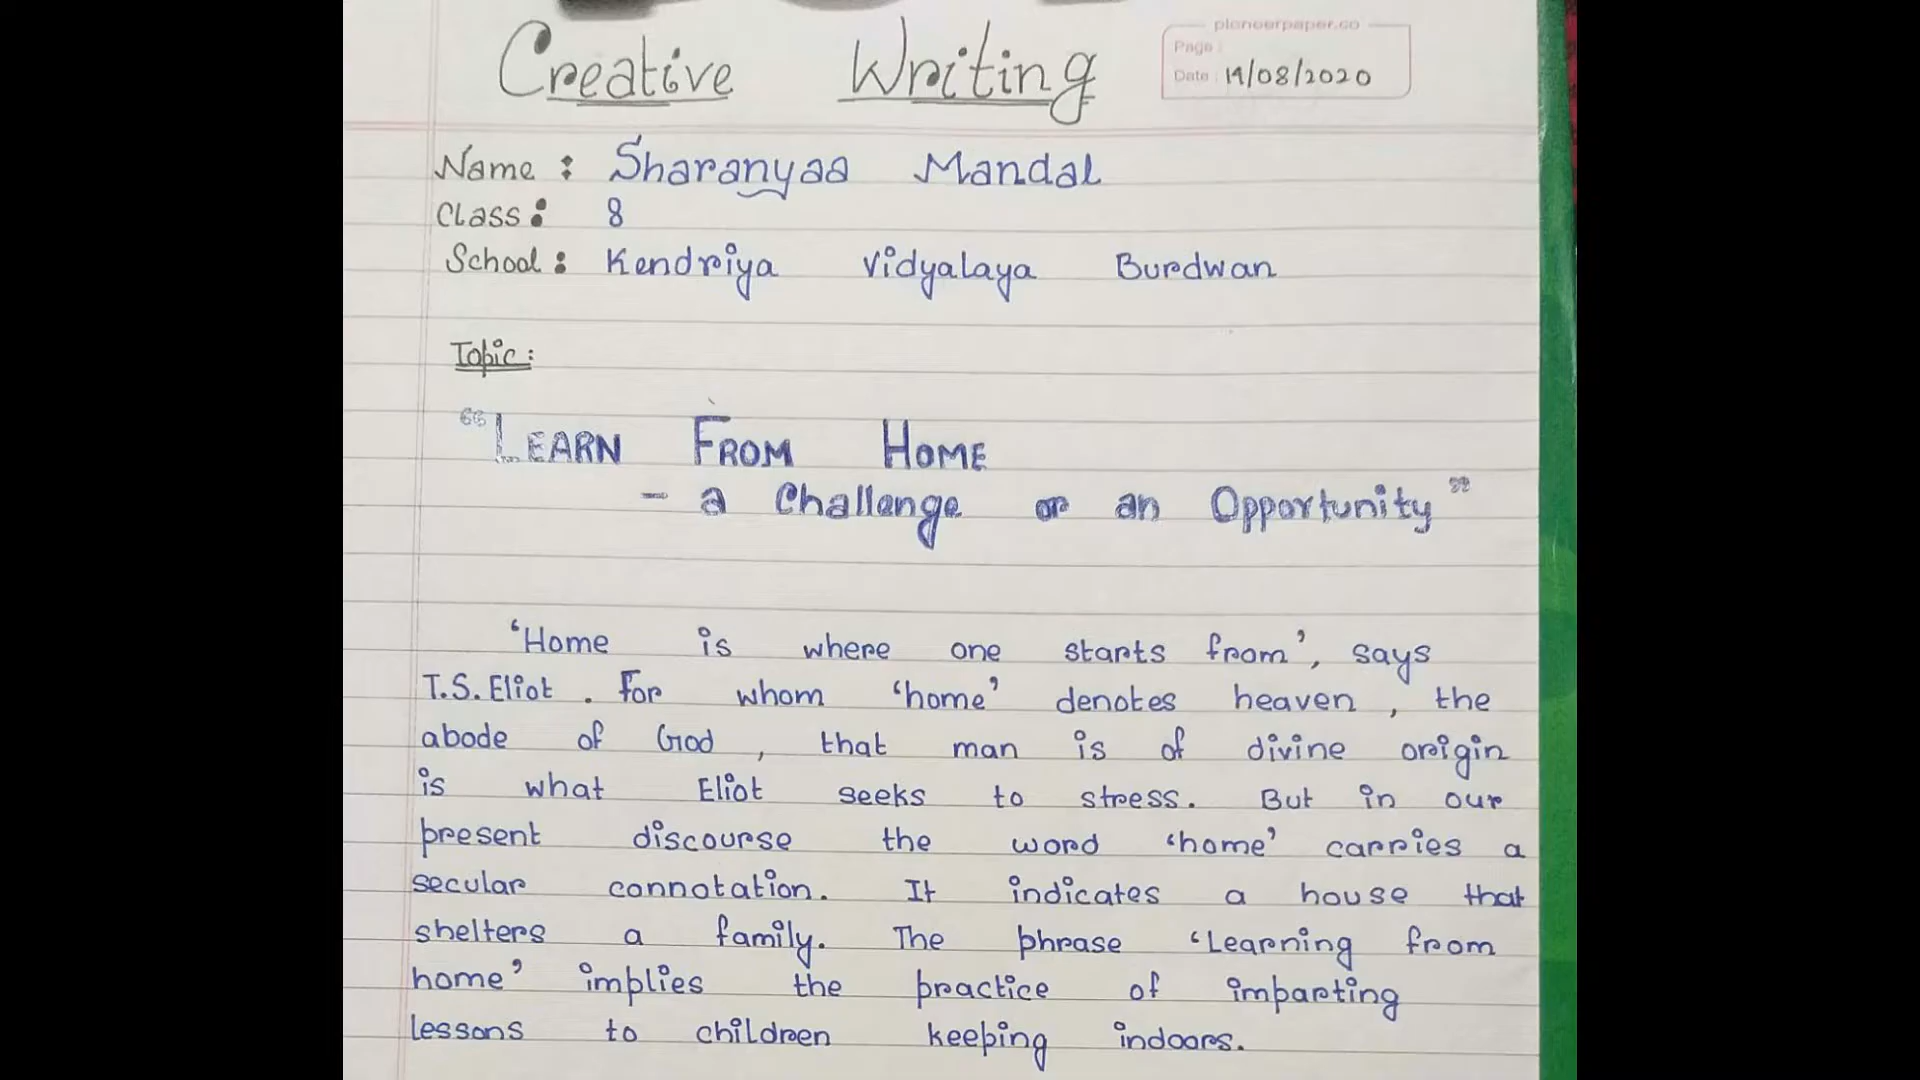 Creative Writing
pioneerpaper.co
Page:
Date: 19/08/2020
Name : Sharanyaa Mandal
Class : 8
School : Kendriya Vidyalaya Burdwan
Topic :
"LEARN FROM HOME
- a Challenge or an Opportunity"
'Home is where one starts from', says
T.S. Eliot . For whom 'home' denotes heaven , the
abode of God , that man is of divine origin
is what Eliot seeks to stress. But in our
present discourse the word 'home' carries a
secular connotation. It indicates a house that
shelters a family. The phrase 'Learning from
home' implies the practice of imparting
lessons to children keeping indoors.